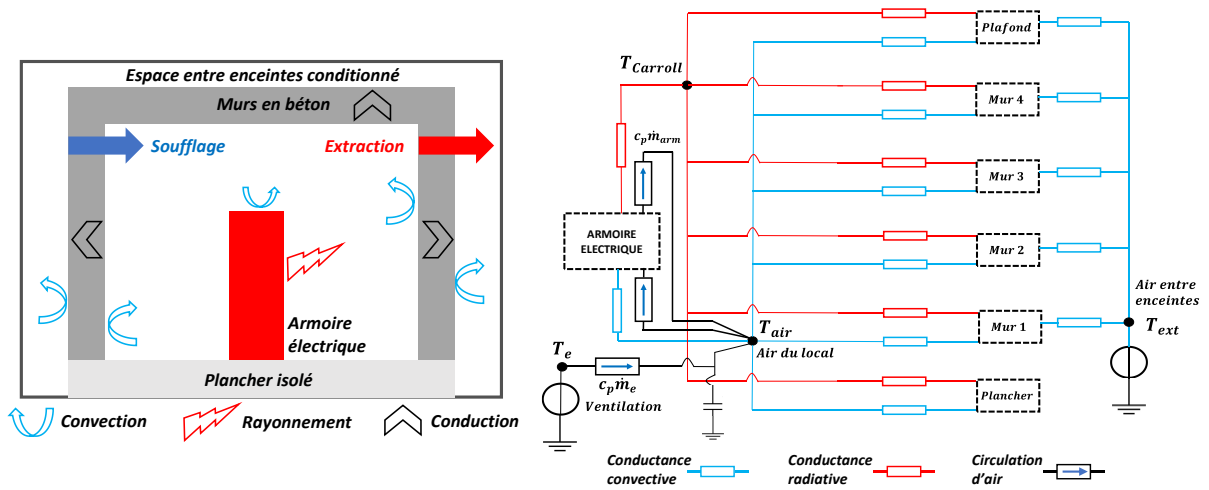 Espace entre enceintes conditionné
Murs en béton
Soufflage
Extraction
Armoire
électrique
Plancher isolé
Convection
Rayonnement
Conduction
Plafond
T_Carroll
Mur 4
c_p ṁ_arm
Mur 3
ARMOIRE
ELECTRIQUE
Mur 2
Air entre
enceintes
T_ext
Mur 1
T_air
Air du local
T_e
c_p ṁ_e
Ventilation
Plancher
Conductance
convective
Conductance
radiative
Circulation
d'air